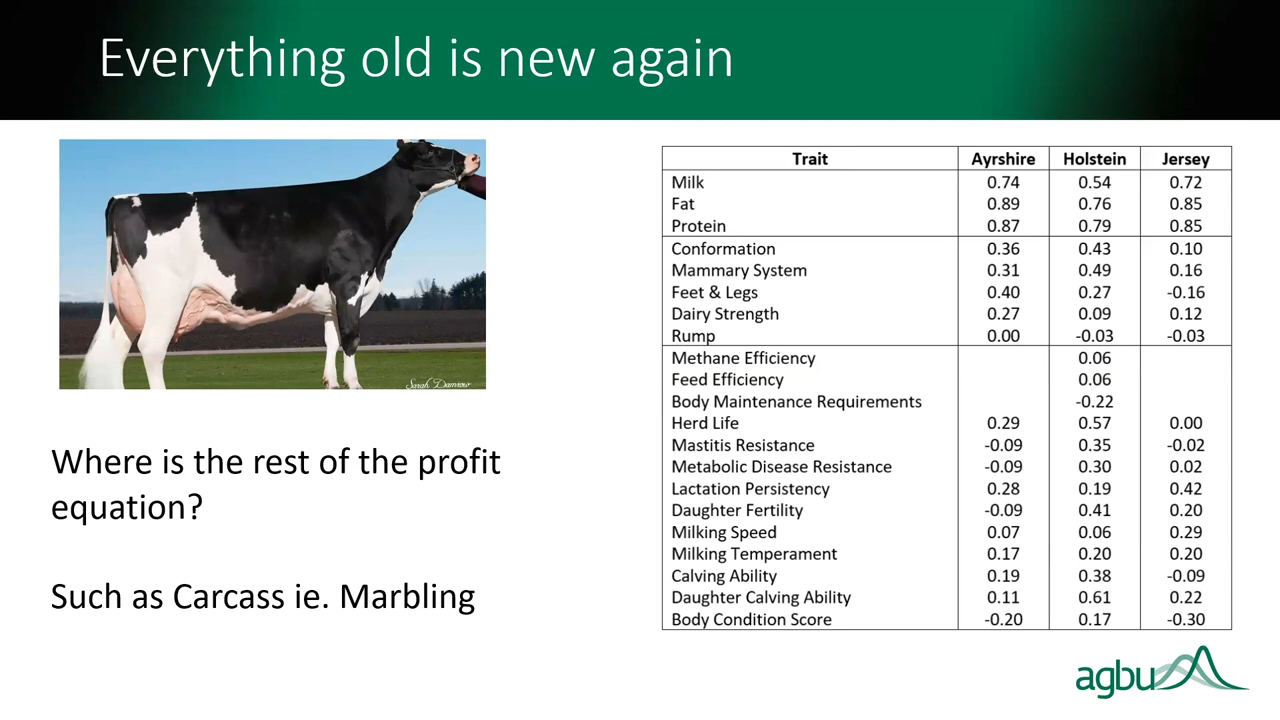 Everything old is new again
Sarah Damrow
Where is the rest of the profit
equation?
Such as Carcass ie. Marbling
Trait Ayrshire Holstein Jersey
Milk 0.74 0.54 0.72
Fat 0.89 0.76 0.85
Protein 0.87 0.79 0.85
Conformation 0.36 0.43 0.10
Mammary System 0.31 0.49 0.16
Feet & Legs 0.40 0.27 -0.16
Dairy Strength 0.27 0.09 0.12
Rump 0.00 -0.03 -0.03
Methane Efficiency 0.06
Feed Efficiency 0.06
Body Maintenance Requirements -0.22
Herd Life 0.29 0.57 0.00
Mastitis Resistance -0.09 0.35 -0.02
Metabolic Disease Resistance -0.09 0.30 0.02
Lactation Persistency 0.28 0.19 0.42
Daughter Fertility -0.09 0.41 0.20
Milking Speed 0.07 0.06 0.29
Milking Temperament 0.17 0.20 0.20
Calving Ability 0.19 0.38 -0.09
Daughter Calving Ability 0.11 0.61 0.22
Body Condition Score -0.20 0.17 -0.30
agbu